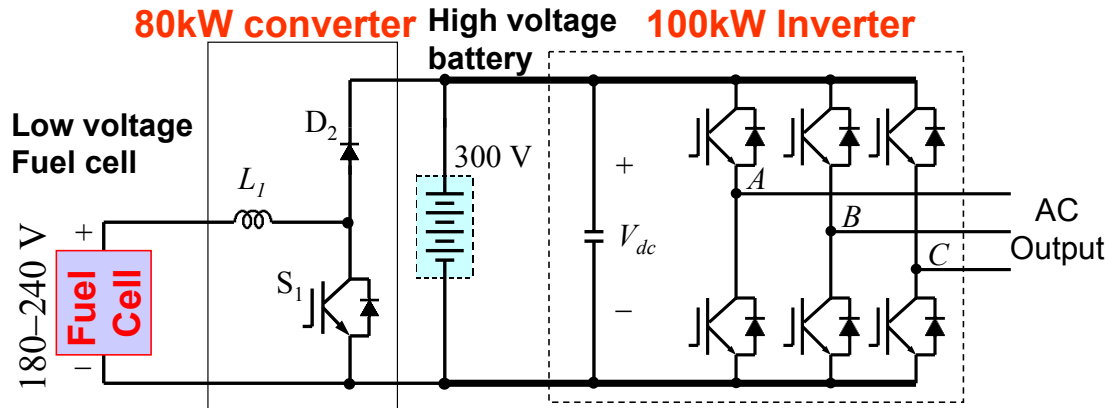 80kW converter
High voltage
battery
100kW Inverter
Low voltage
Fuel cell
D2
300 V
L1
+
A
+
AC
Output
B
Vdc
180–240 V
Fuel
Cell
S1
C
−
−